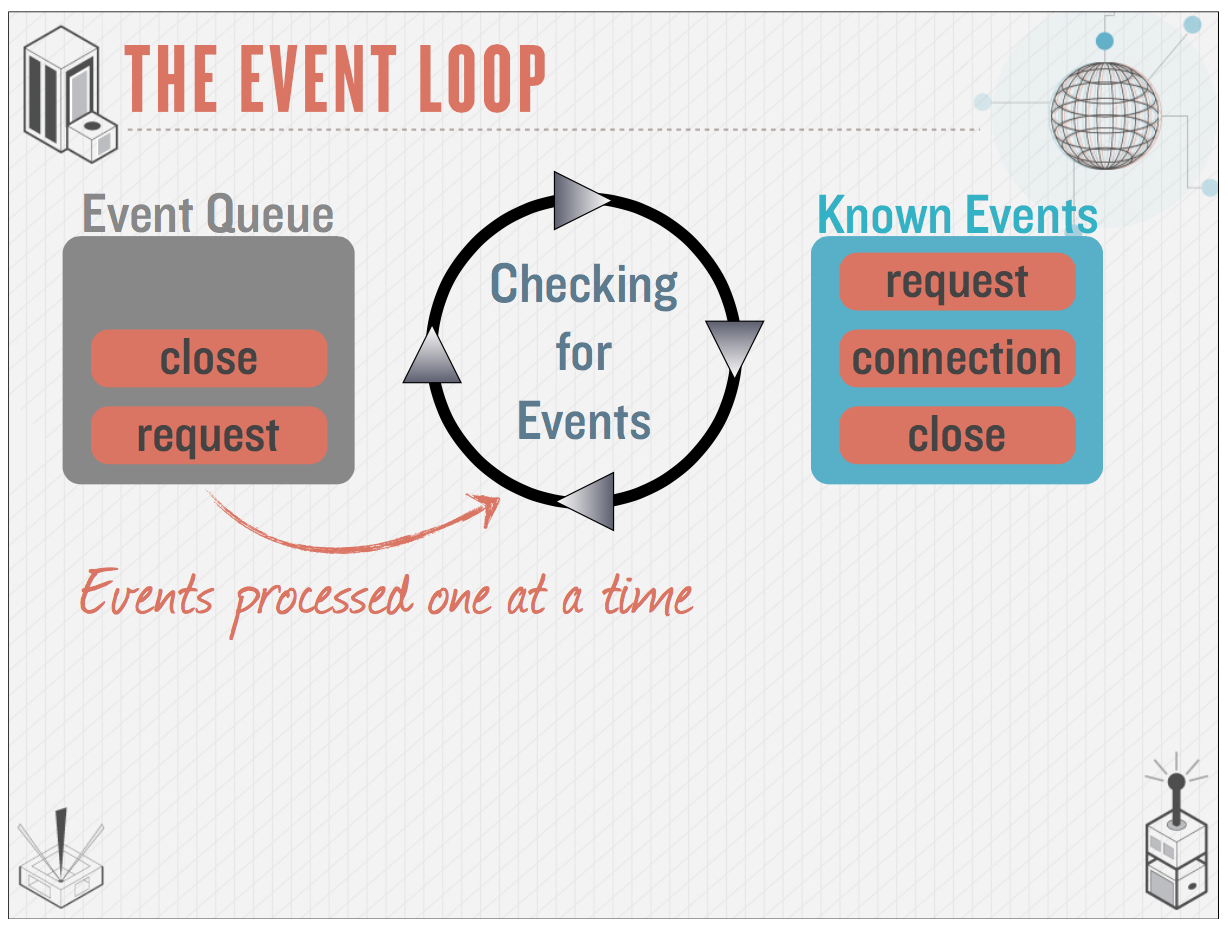 THE EVENT LOOP
Event Queue
close
request
Checking
for
Events
Known Events
request
connection
close
Events processed one at a time